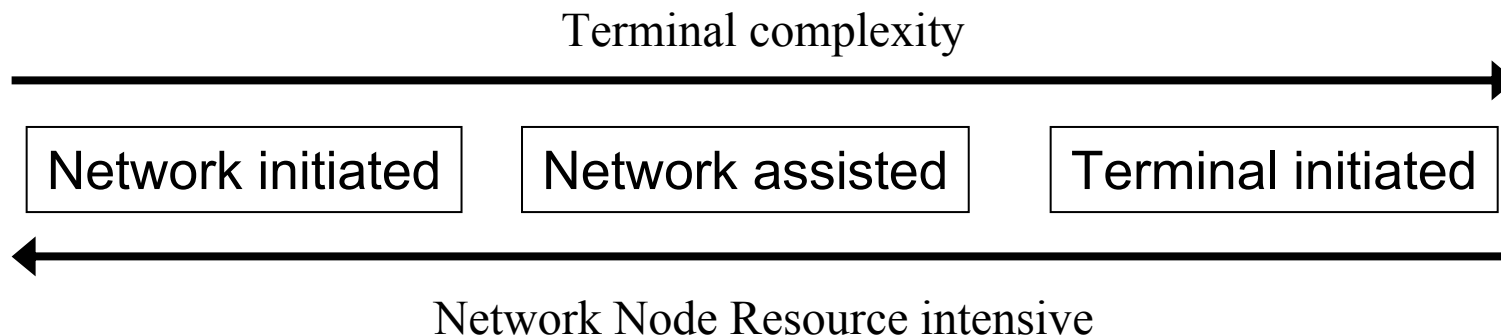 Terminal complexity
Network initiated Network assisted Terminal initiated
Network Node Resource intensive